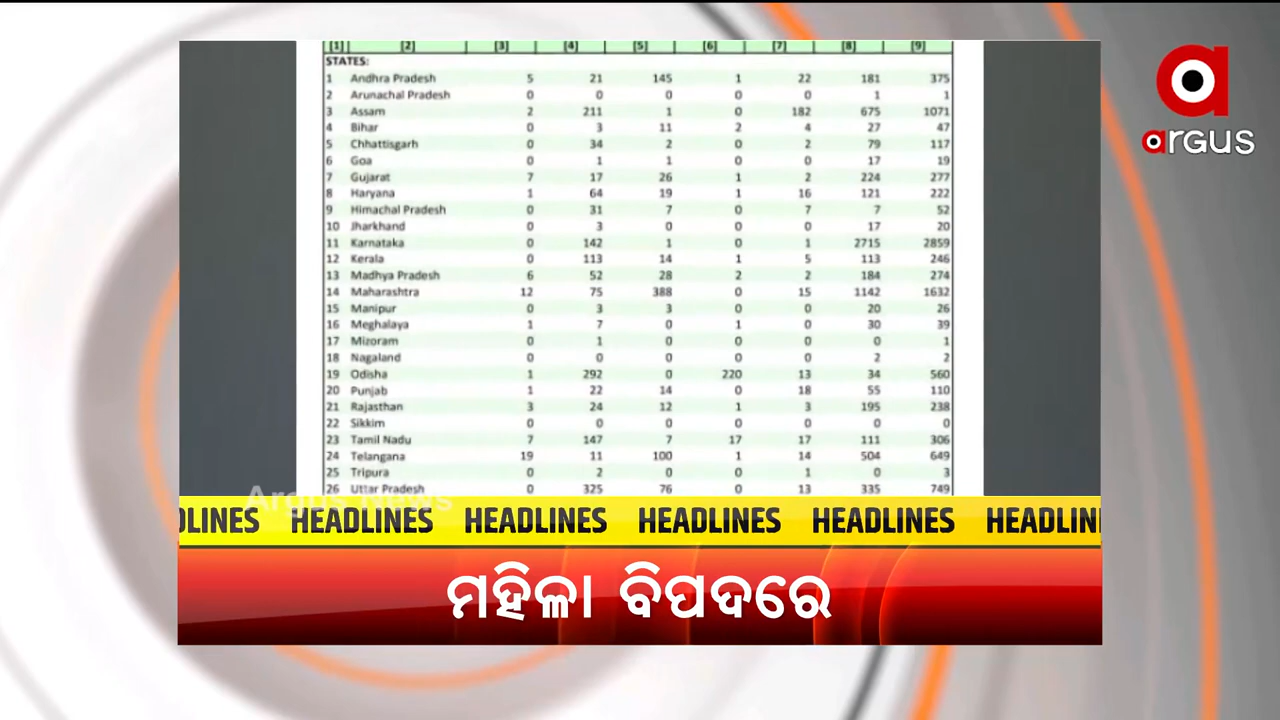 [1] [2] [3] [4] [5] [6] [7] [8] [9]
STATES:
1 Andhra Pradesh 5 21 145 1 22 181 375
2 Arunachal Pradesh 0 0 0 0 0 1 1
3 Assam 2 211 1 0 182 675 1071
4 Bihar 0 3 11 2 4 27 47
5 Chhattisgarh 0 34 2 0 2 79 117
6 Goa 0 1 1 0 0 17 19
7 Gujarat 7 17 26 1 2 224 277
8 Haryana 1 64 19 1 16 121 222
9 Himachal Pradesh 0 31 7 0 7 7 52
10 Jharkhand 0 3 0 0 0 17 20
11 Karnataka 0 142 1 0 1 2715 2859
12 Kerala 0 113 14 1 5 113 246
13 Madhya Pradesh 6 52 28 2 2 184 274
14 Maharashtra 12 75 388 0 15 1142 1632
15 Manipur 0 3 3 0 0 20 26
16 Meghalaya 1 7 0 1 0 30 39
17 Mizoram 0 1 0 0 0 0 1
18 Nagaland 0 0 0 0 0 2 2
19 Odisha 1 292 0 220 13 34 560
20 Punjab 1 22 14 0 18 55 110
21 Rajasthan 3 24 12 1 3 195 238
22 Sikkim 0 0 0 0 0 0 0
23 Tamil Nadu 7 147 7 17 17 111 306
24 Telangana 19 11 100 1 14 504 649
25 Tripura 0 2 0 0 1 0 3
26 Uttar Pradesh 0 325 76 0 13 335 749
Argus News
DLINES HEADLINES HEADLINES HEADLINES HEADLINES HEADLIN
ମହିଳା ବିପଦରେ
argus